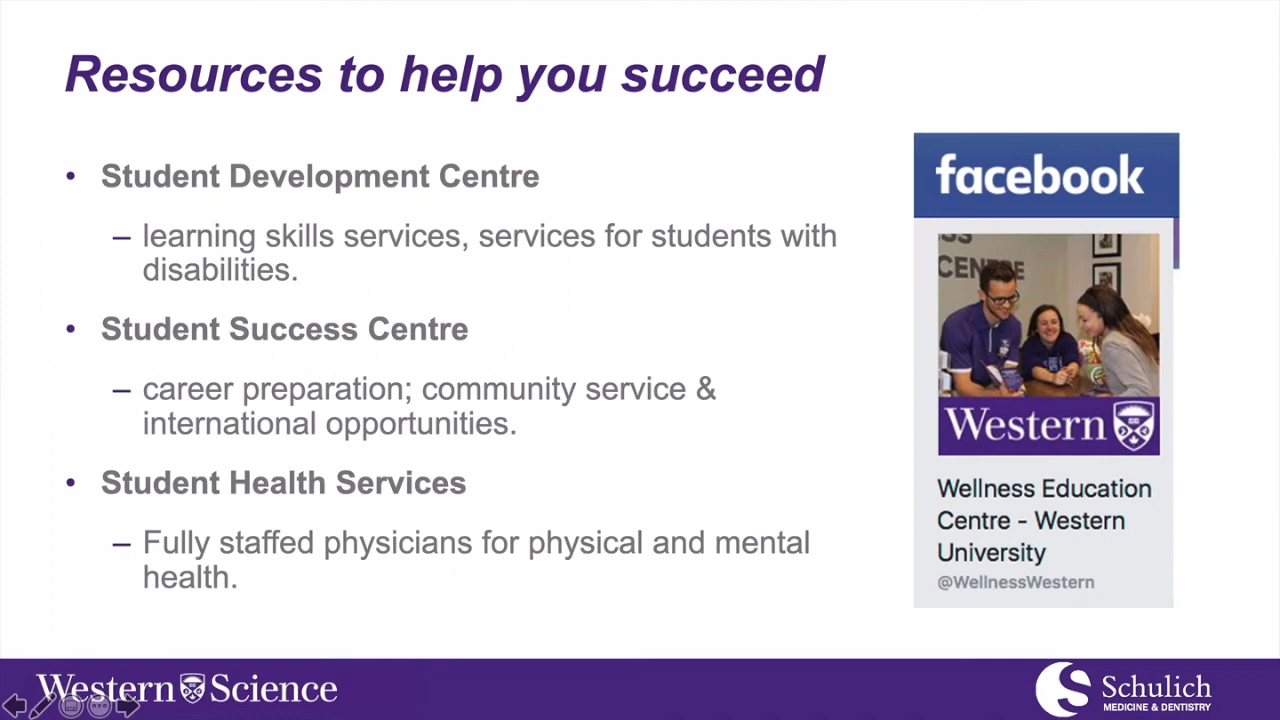 Resources to help you succeed
• Student Development Centre
– learning skills services, services for students with
disabilities.
• Student Success Centre
– career preparation; community service &
international opportunities.
• Student Health Services
– Fully staffed physicians for physical and mental
health.
facebook
SS
CENTRE
Western
Wellness Education
Centre - Western
University
@WellnessWestern
Western Science
Schulich
MEDICINE & DENTISTRY